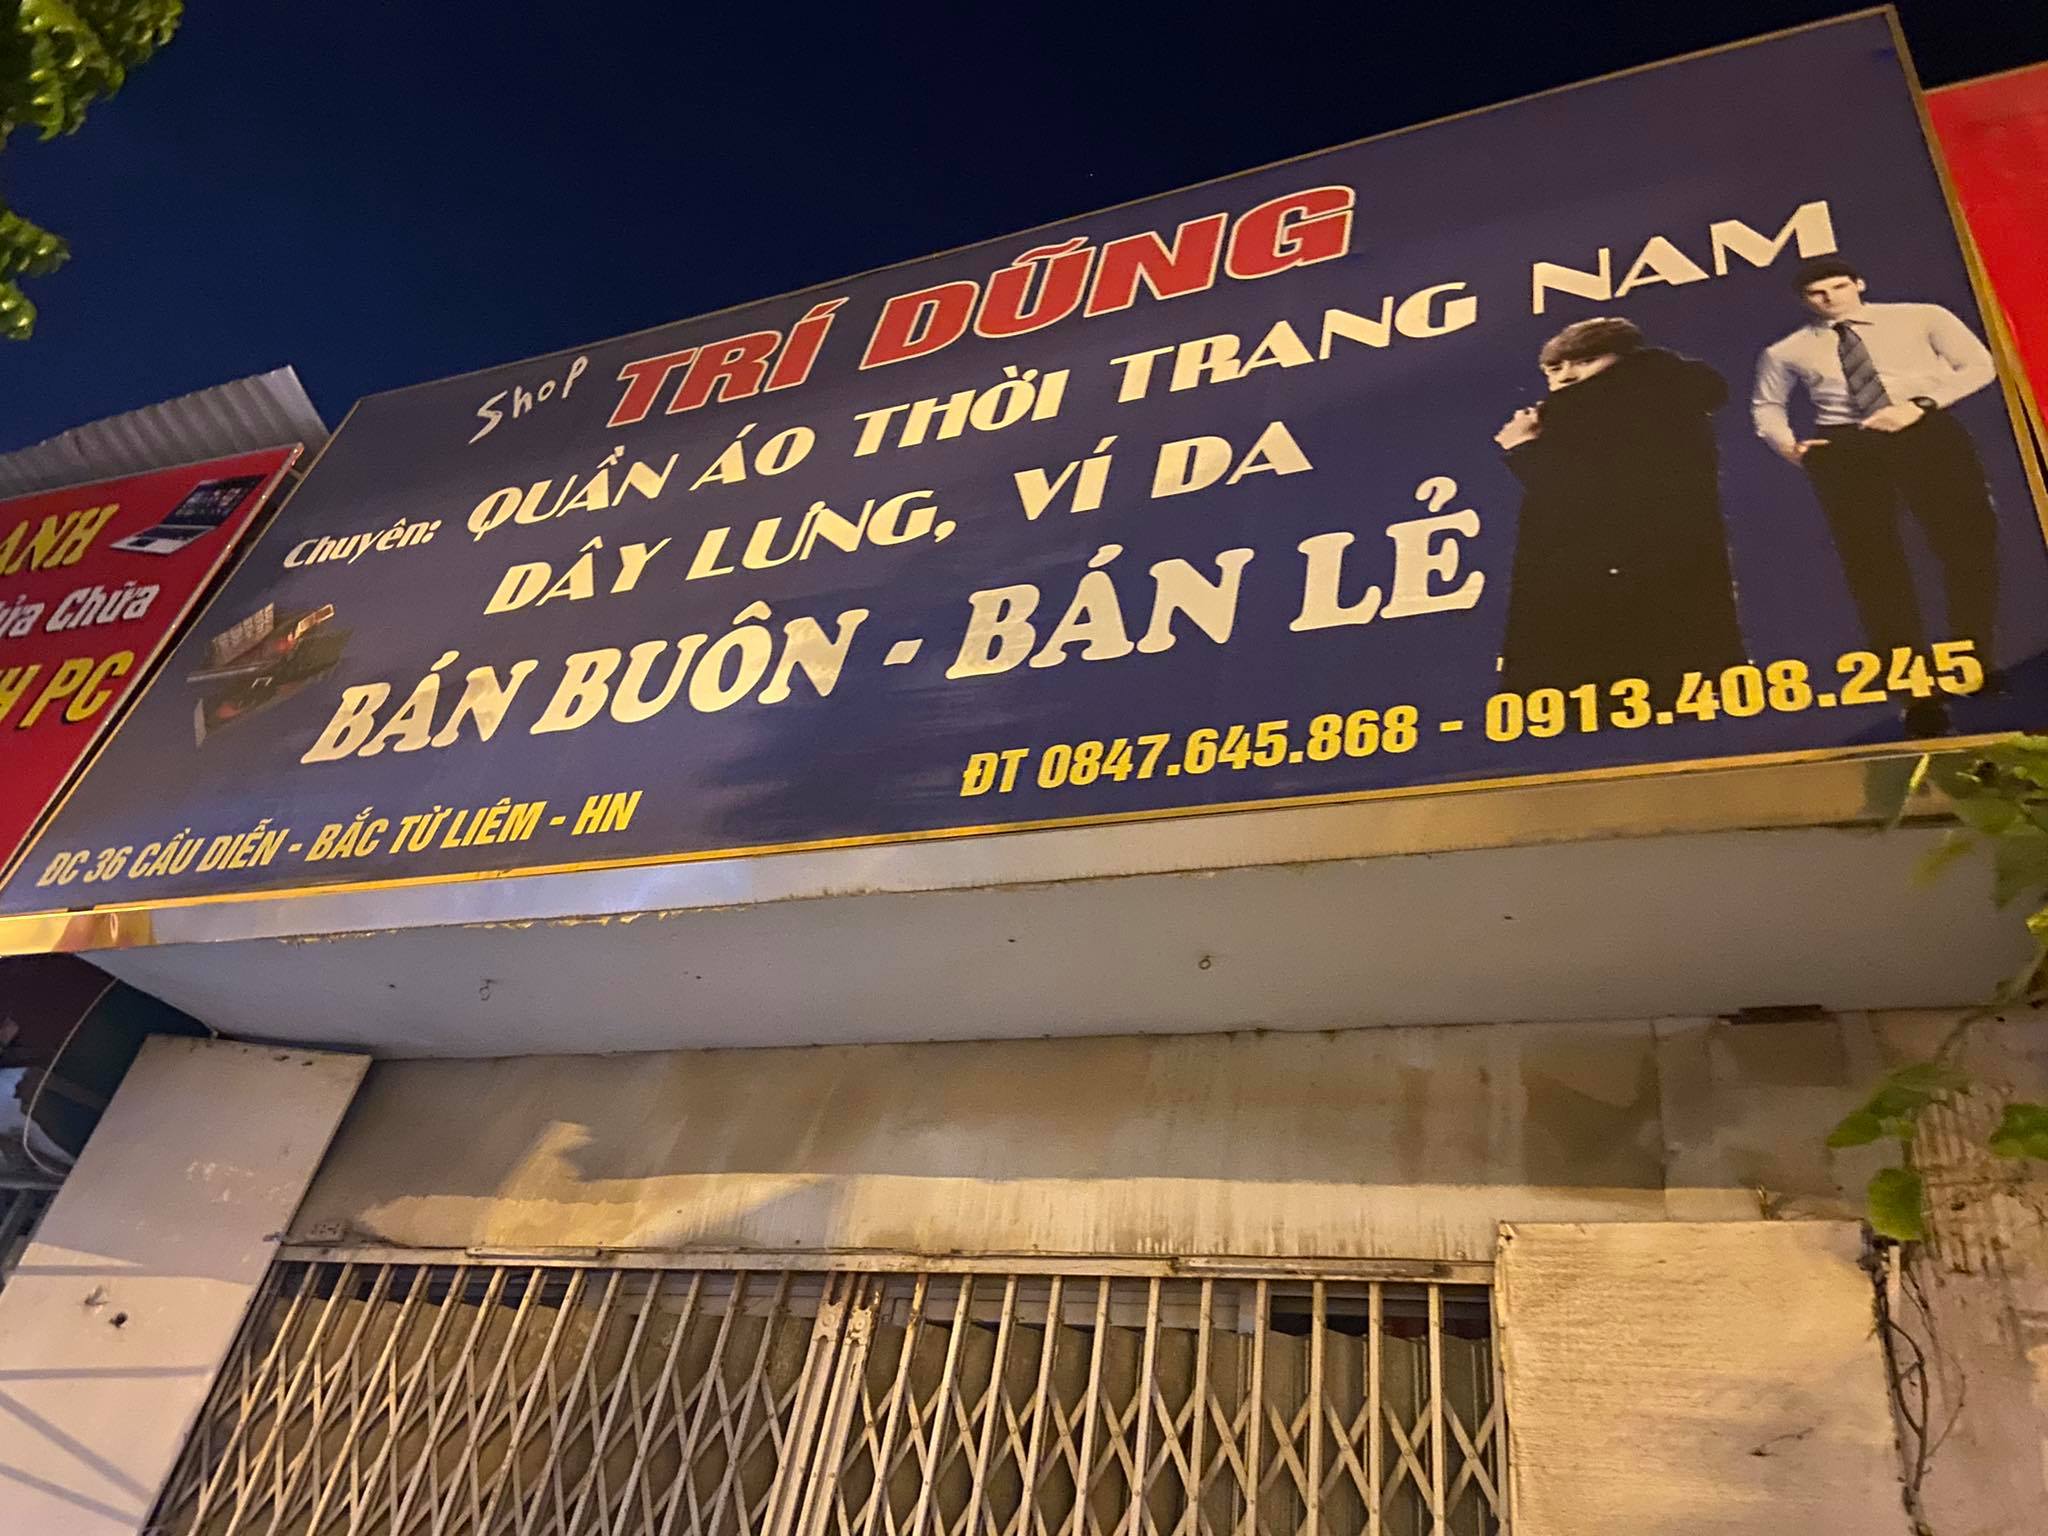 Shop TRÍ DŨNG
Chuyên: QUẦN ÁO THỜI TRANG NAM
DÂY LƯNG, VÍ DA
BÁN BUÔN - BÁN LẺ
ĐT 0847.645.868 - 0913.408.245
ĐC 36 CẦU DIỄN - BẮC TỪ LIÊM - HN
ANH
Chữa
PC